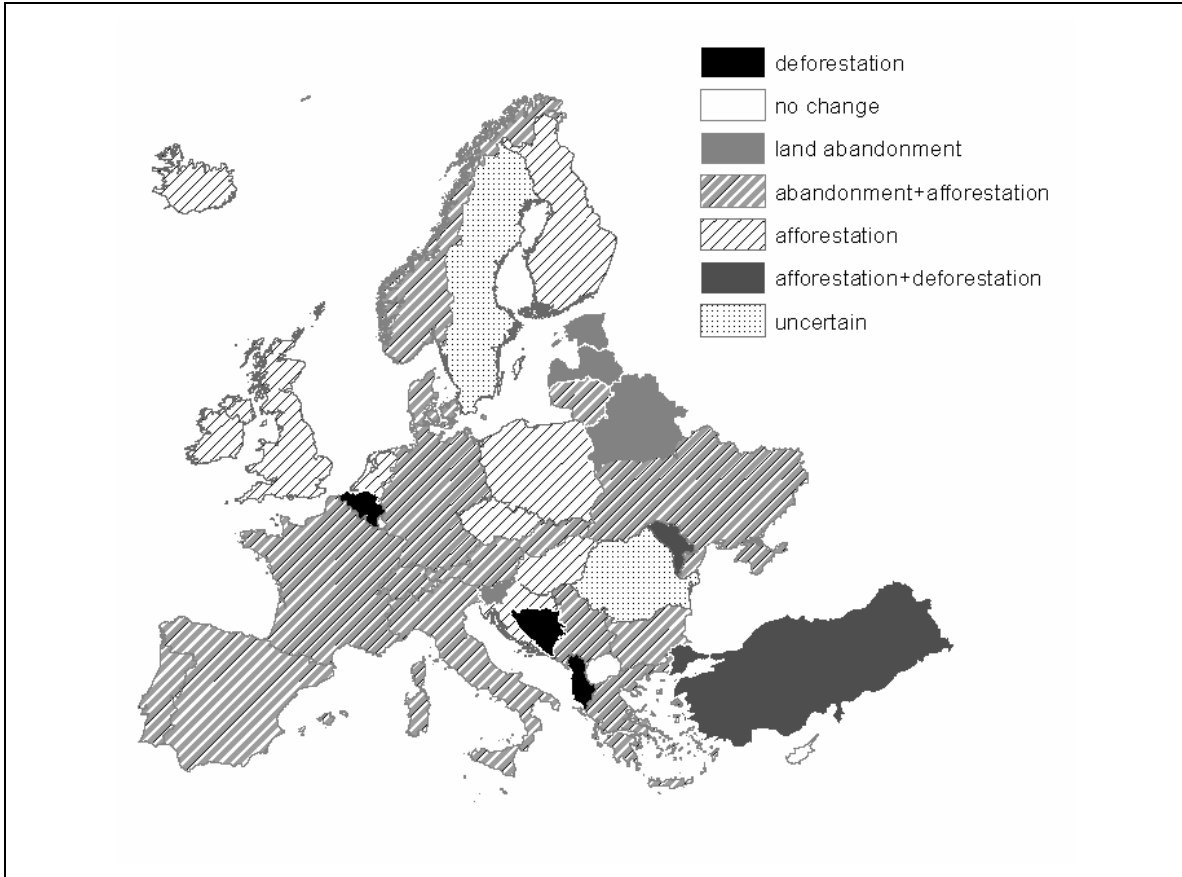 deforestation
no change
land abandonment
abandonment+afforestation
afforestation
afforestation+deforestation
uncertain